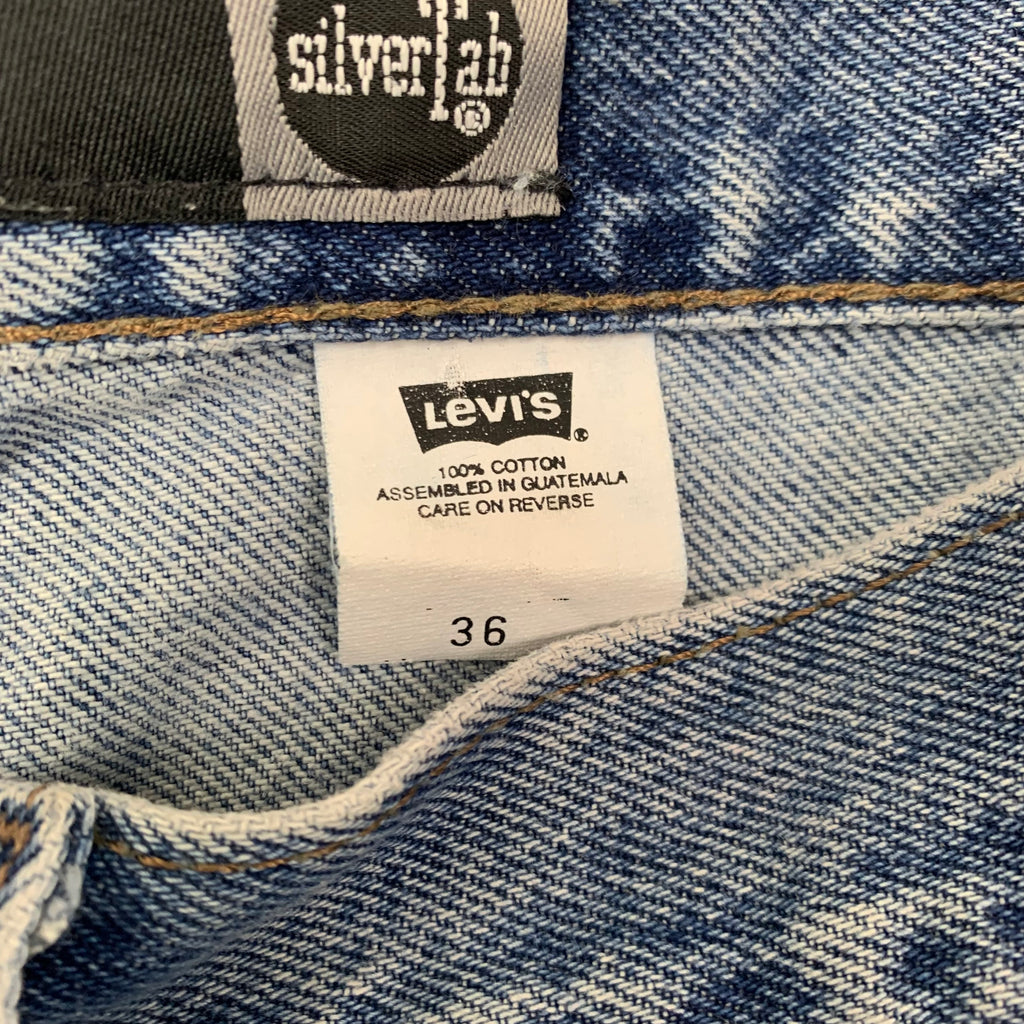 silverTab®
LEVI'S®
100% COTTON
ASSEMBLED IN GUATEMALA
CARE ON REVERSE
36